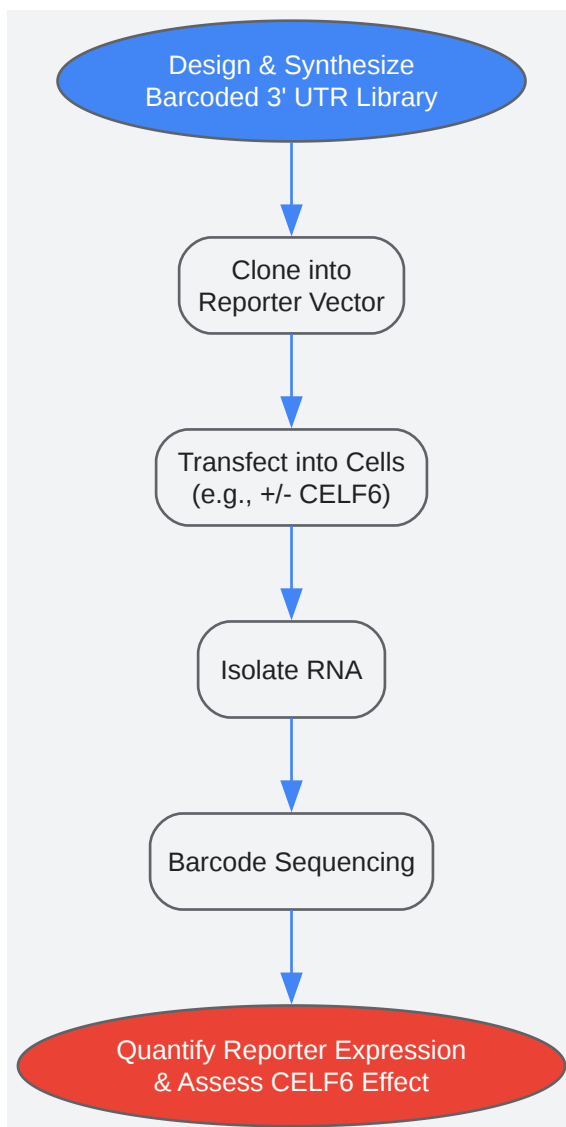 Design & Synthesize
Barcoded 3' UTR Library
Clone into
Reporter Vector
Transfect into Cells
(e.g., +/- CELF6)
Isolate RNA
Barcode Sequencing
Quantify Reporter Expression
& Assess CELF6 Effect